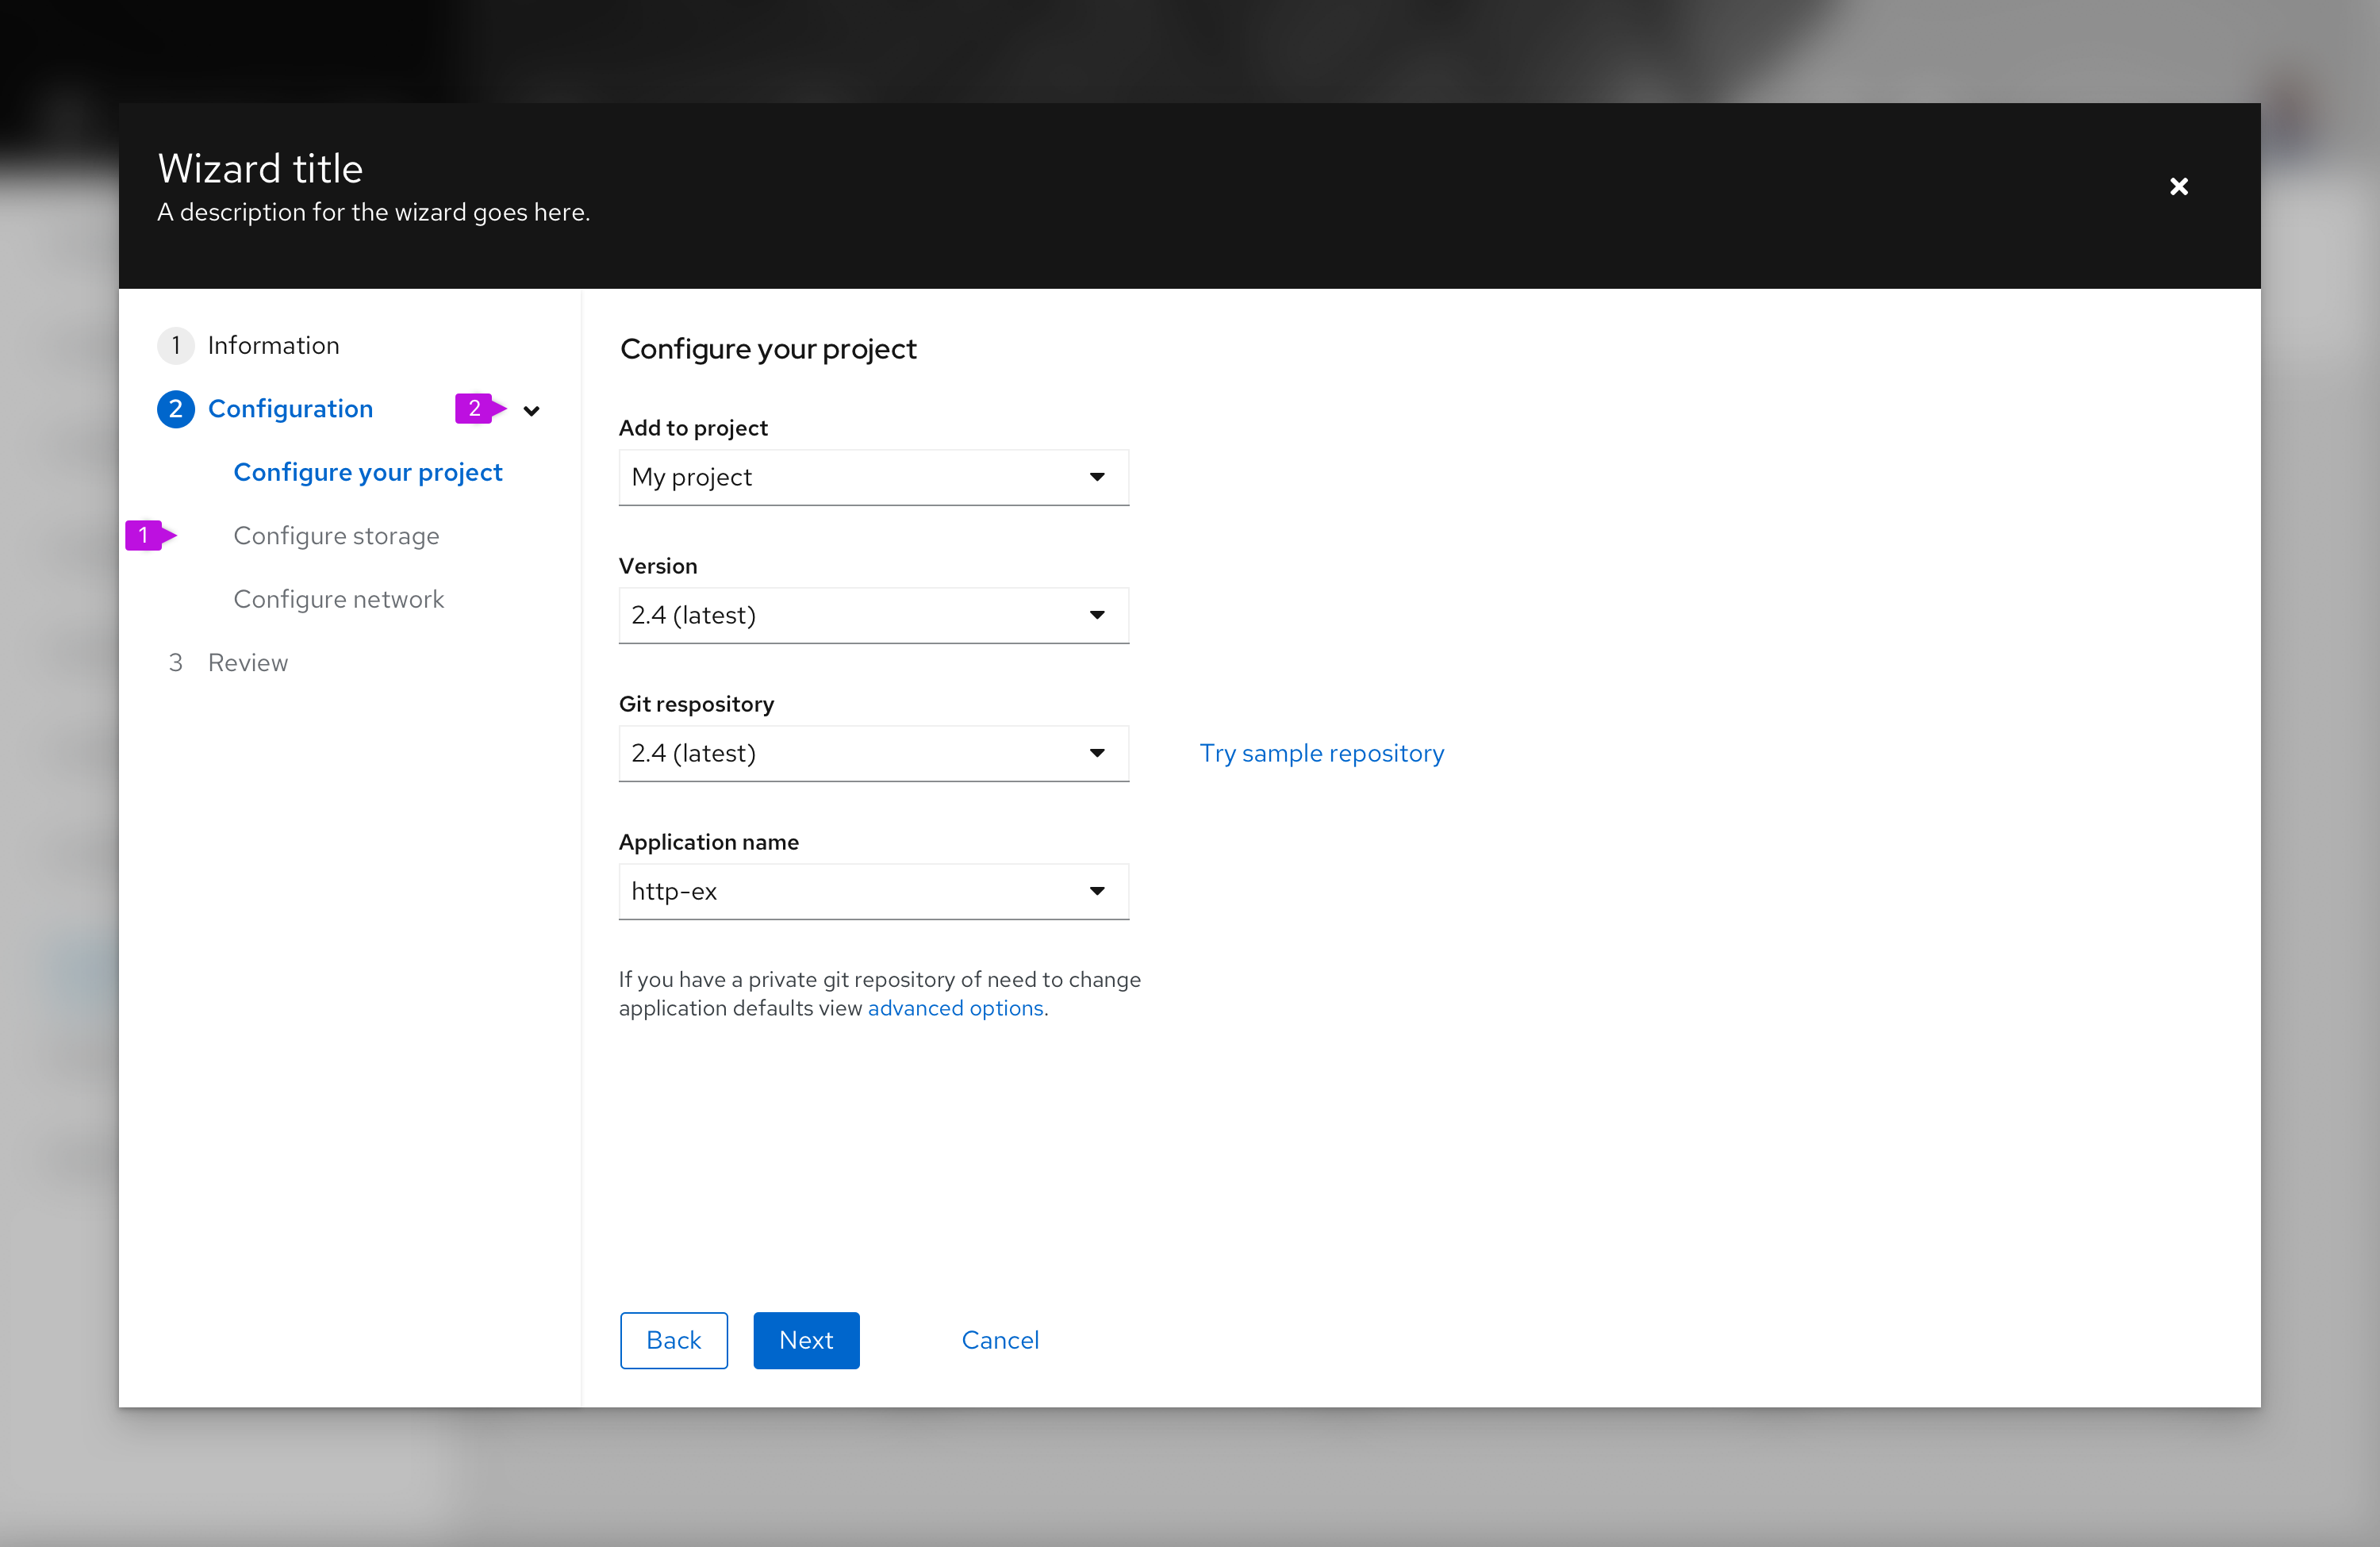 Wizard title
A description for the wizard goes here.
1 Information
2 Configuration 2
Configure your project
1 Configure storage
Configure network
3 Review
Configure your project
Add to project
My project
Version
2.4 (latest)
Git respository
2.4 (latest) Try sample repository
Application name
http-ex
If you have a private git repository of need to change
application defaults view advanced options.
Back Next Cancel